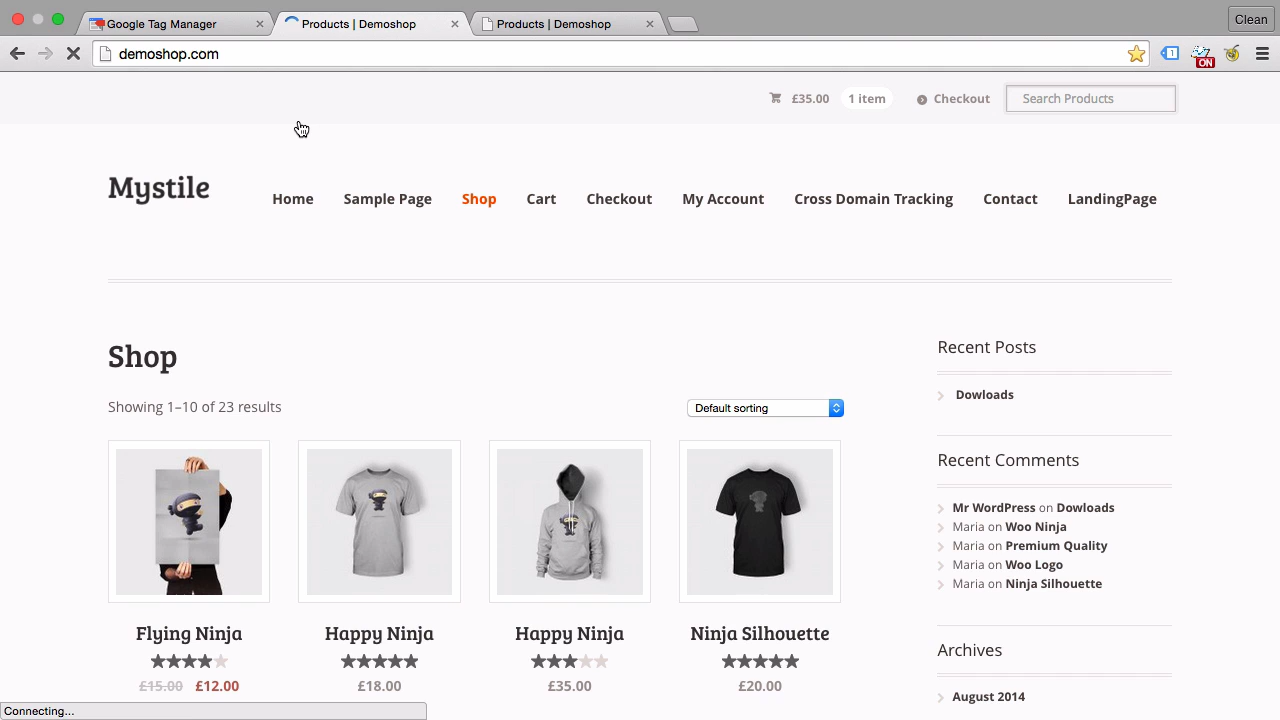 Google Tag Manager
Products | Demoshop
Products | Demoshop
Clean
demoshop.com
1
ON
£35.00 1 item Checkout Search Products
Mystile
Home Sample Page Shop Cart Checkout My Account Cross Domain Tracking Contact LandingPage
Shop
Showing 1–10 of 23 results
Default sorting
Flying Ninja
£15.00 £12.00
Happy Ninja
£18.00
Happy Ninja
£35.00
Ninja Silhouette
£20.00
Recent Posts
Dowloads
Recent Comments
Mr WordPress on Dowloads
Maria on Woo Ninja
Maria on Premium Quality
Maria on Woo Logo
Maria on Ninja Silhouette
Archives
August 2014
Connecting...